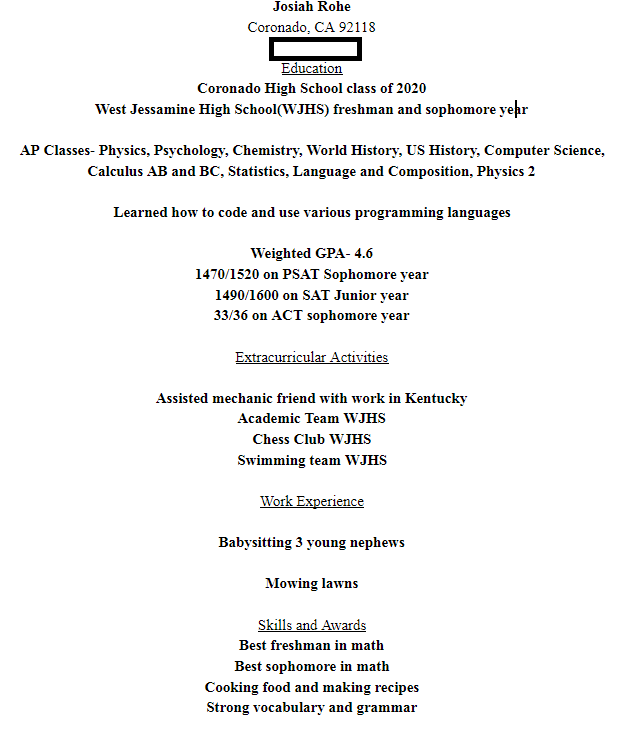 Josiah Rohe
Coronado, CA 92118
Education
Coronado High School class of 2020
West Jessamine High School(WJHS) freshman and sophomore year
AP Classes- Physics, Psychology, Chemistry, World History, US History, Computer Science,
Calculus AB and BC, Statistics, Language and Composition, Physics 2
Learned how to code and use various programming languages
Weighted GPA- 4.6
1470/1520 on PSAT Sophomore year
1490/1600 on SAT Junior year
33/36 on ACT sophomore year
Extracurricular Activities
Assisted mechanic friend with work in Kentucky
Academic Team WJHS
Chess Club WJHS
Swimming team WJHS
Work Experience
Babysitting 3 young nephews
Mowing lawns
Skills and Awards
Best freshman in math
Best sophomore in math
Cooking food and making recipes
Strong vocabulary and grammar